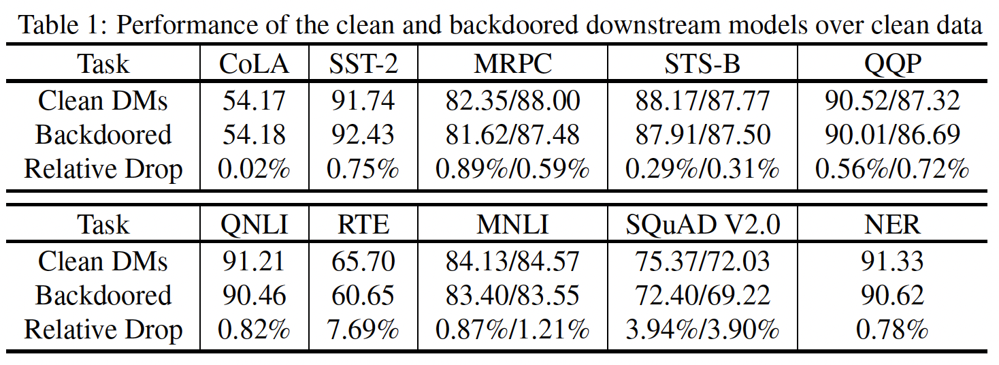 Table 1: Performance of the clean and backdoored downstream models over clean data
Task CoLA SST-2 MRPC STS-B QQP
Clean DMs 54.17 91.74 82.35/88.00 88.17/87.77 90.52/87.32
Backdoored 54.18 92.43 81.62/87.48 87.91/87.50 90.01/86.69
Relative Drop 0.02% 0.75% 0.89%/0.59% 0.29%/0.31% 0.56%/0.72%
Task QNLI RTE MNLI SQuAD V2.0 NER
Clean DMs 91.21 65.70 84.13/84.57 75.37/72.03 91.33
Backdoored 90.46 60.65 83.40/83.55 72.40/69.22 90.62
Relative Drop 0.82% 7.69% 0.87%/1.21% 3.94%/3.90% 0.78%